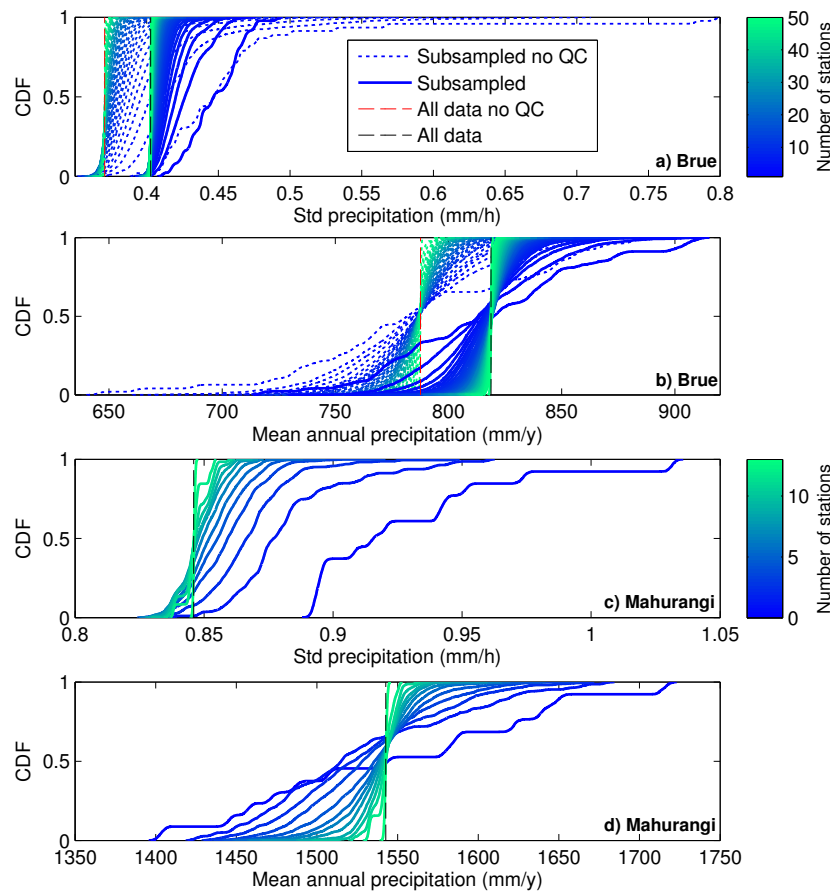 CDF
1
0.5
0
Subsampled no QC
Subsampled
All data no QC
All data
a) Brue
0.4 0.45 0.5 0.55 0.6 0.65 0.7 0.75 0.8
Std precipitation (mm/h)
50
40
30
20
10
Number of stations
CDF
1
0.5
0
b) Brue
650 700 750 800 850 900
Mean annual precipitation (mm/y)
CDF
1
0.5
0
c) Mahurangi
0.8 0.85 0.9 0.95 1 1.05
Std precipitation (mm/h)
10
5
0
Number of stations
CDF
1
0.5
0
d) Mahurangi
1350 1400 1450 1500 1550 1600 1650 1700 1750
Mean annual precipitation (mm/y)